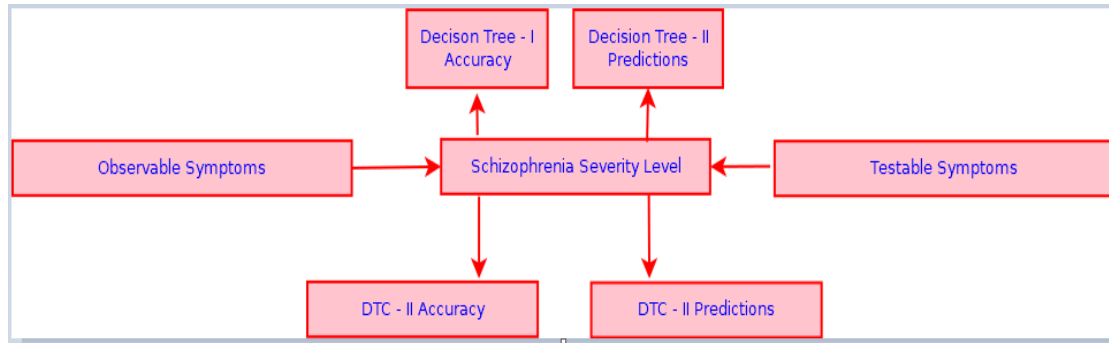 Decison Tree - I
Accuracy
Decision Tree - II
Predictions
Observable Symptoms
Schizophrenia Severity Level
Testable Symptoms
DTC - II Accuracy
DTC - II Predictions